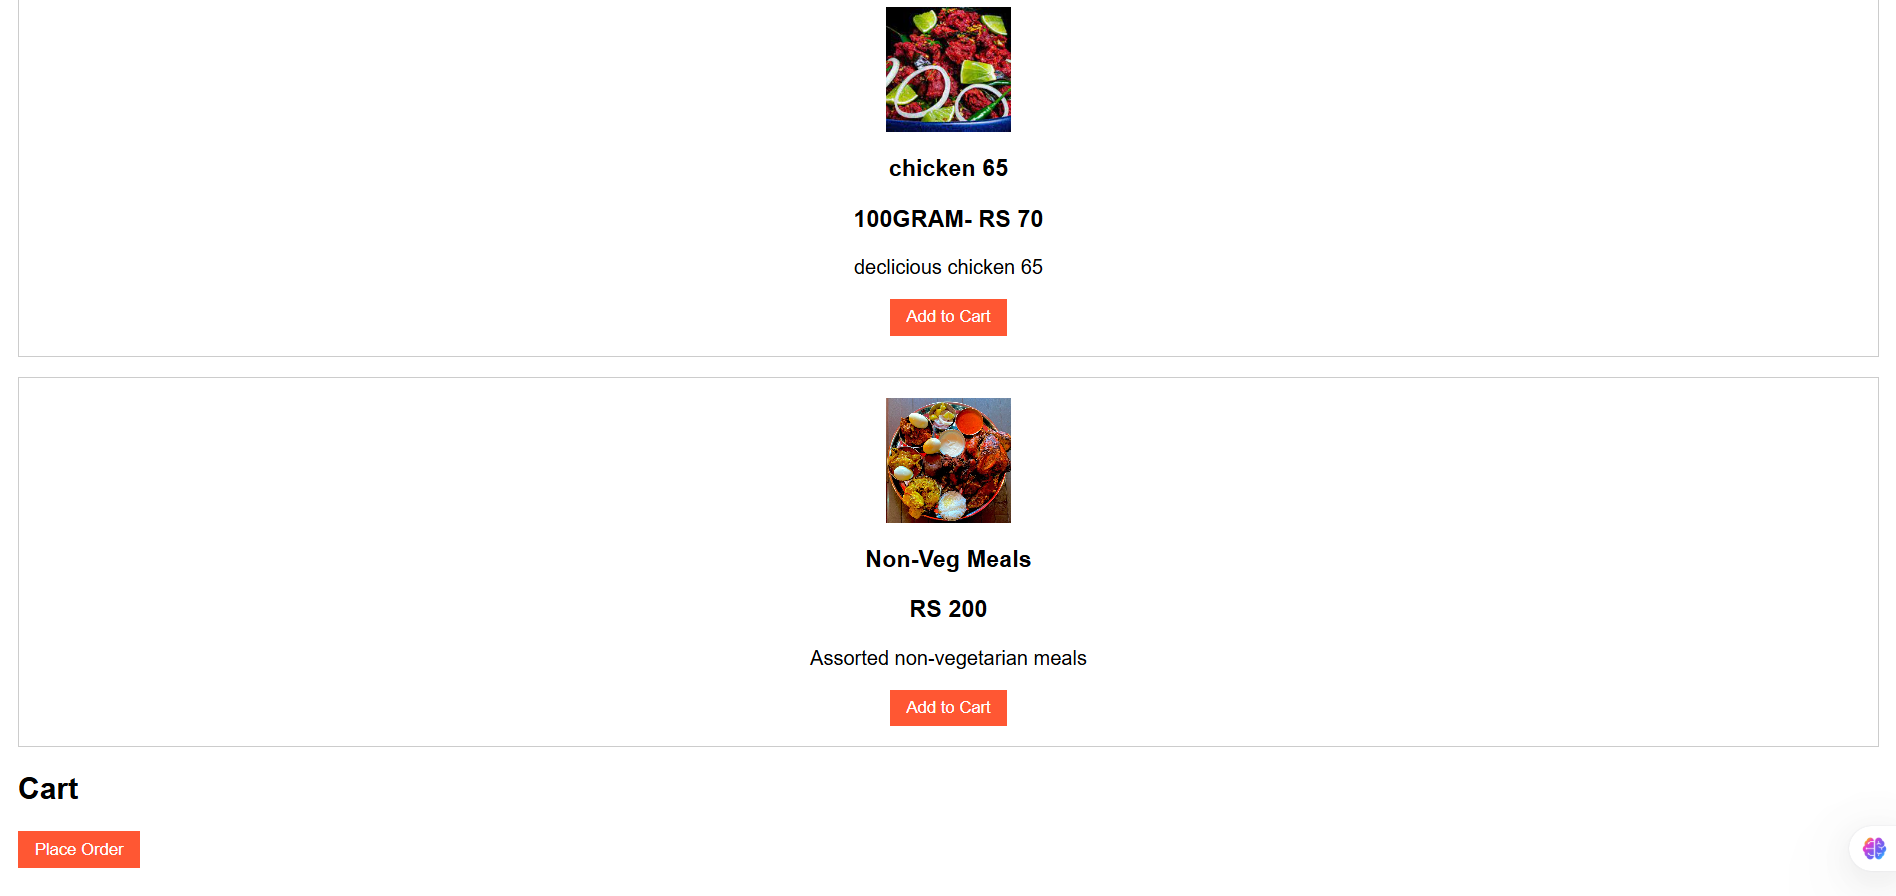 chicken 65
100GRAM- RS 70
declicious chicken 65
Add to Cart
Non-Veg Meals
RS 200
Assorted non-vegetarian meals
Add to Cart
Cart
Place Order